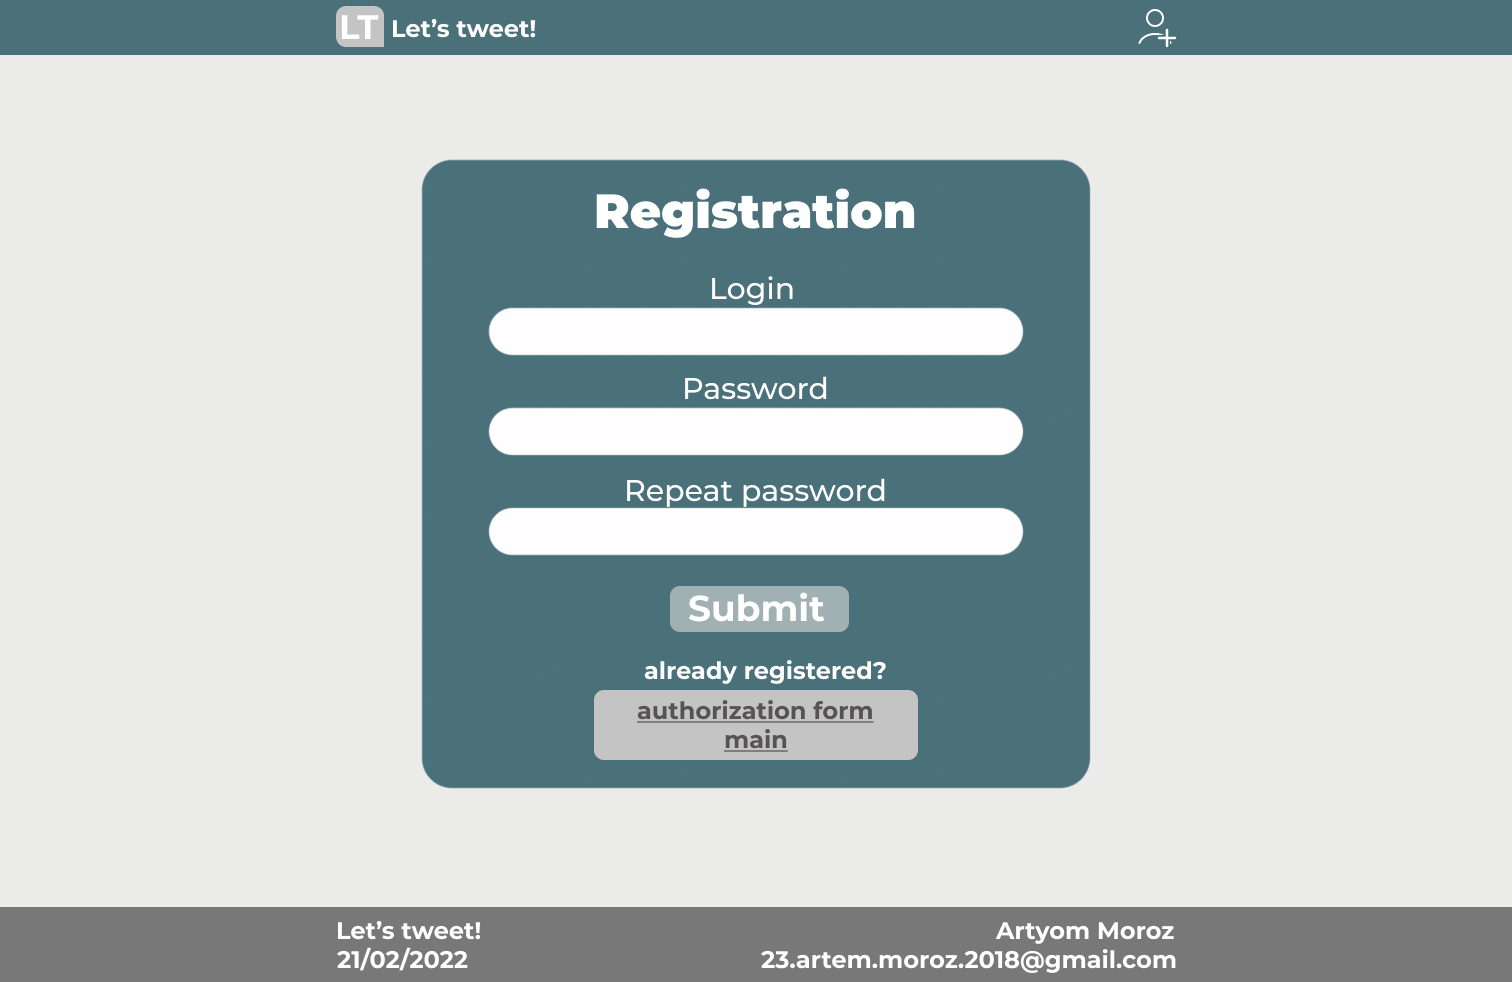 LT Let’s tweet!
Registration
Login
Password
Repeat password
Submit
already registered?
authorization form
main
Let’s tweet!
21/02/2022
Artyom Moroz
23.artem.moroz.2018@gmail.com